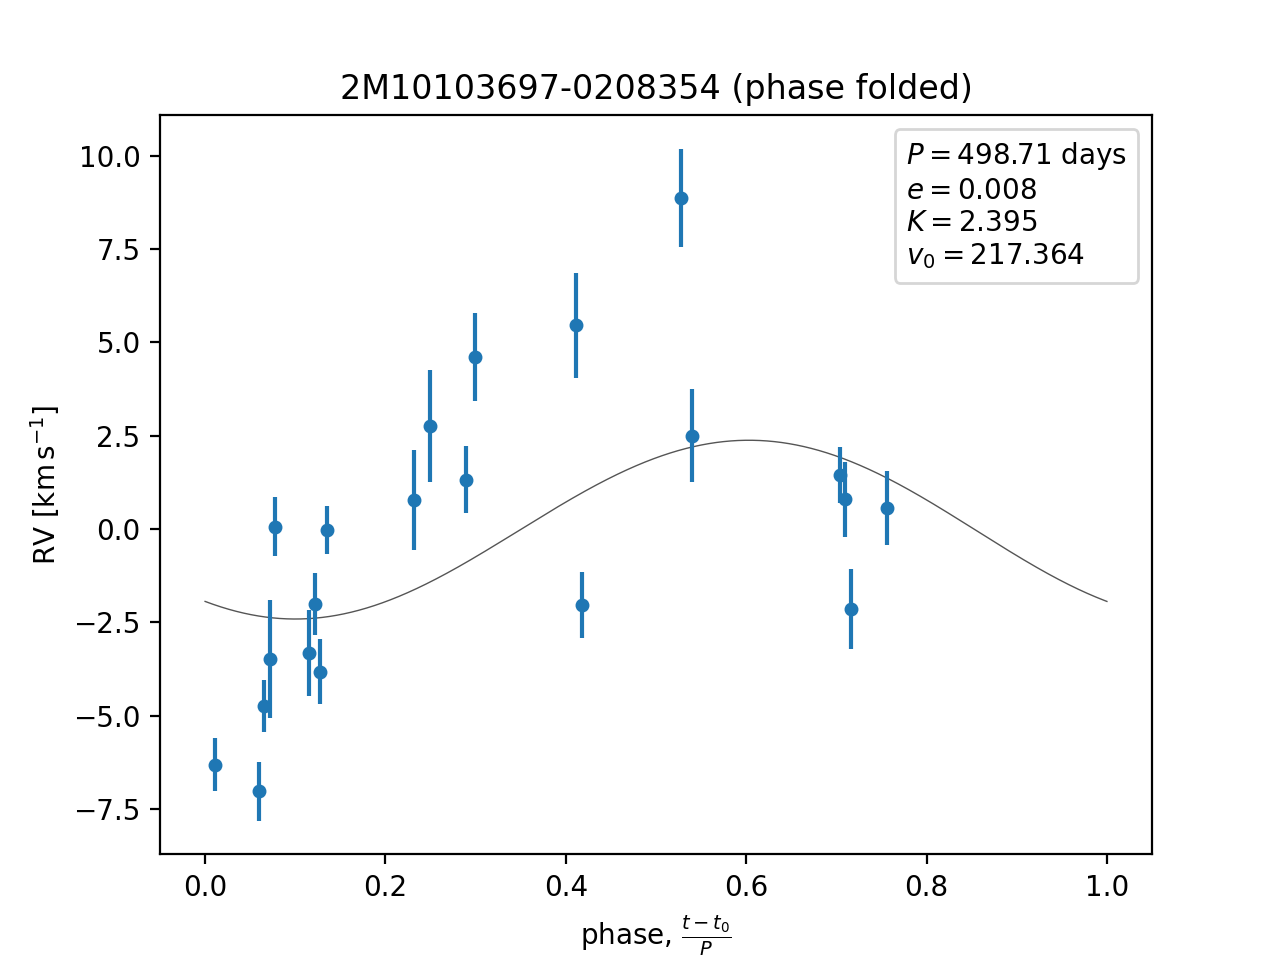 2M10103697-0208354 (phase folded)
P = 498.71 days
e = 0.008
K = 2.395
v₀ = 217.364
10.0
7.5
5.0
2.5
0.0
−2.5
−5.0
−7.5
RV [km s⁻¹]
0.0 0.2 0.4 0.6 0.8 1.0
phase, (t − t₀)/P